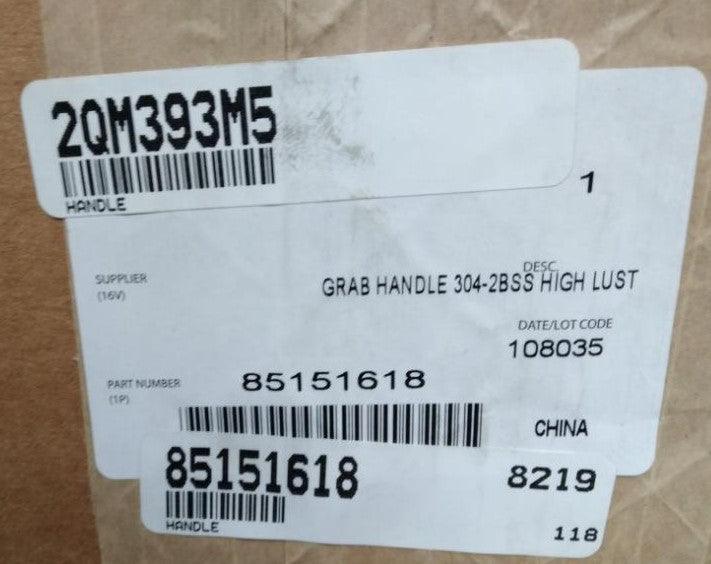 2QM393M5
HANDLE
1
SUPPLIER
(16V)
DESC.
GRAB HANDLE 304-2BSS HIGH LUST
DATE/LOT CODE
108035
PART NUMBER
(1P)
85151618
CHINA
85151618
8219
HANDLE
118